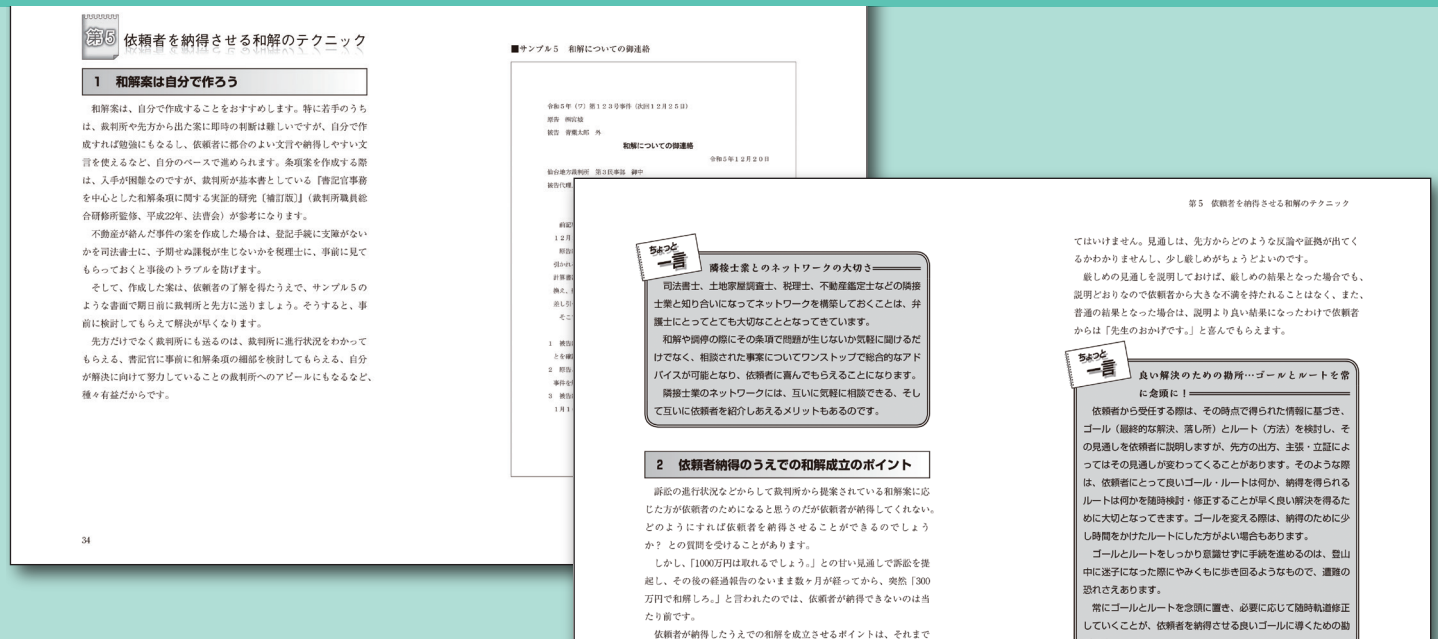 第5 依頼者を納得させる和解のテクニック
1 和解案は自分で作ろう
和解案は、自分で作成することをおすすめします。特に若手のうち
は、裁判所や先方から出た案に即時の判断は難しいですが、自分で作
成すれば勉強にもなるし、依頼者に都合のよい文言や納得しやすい文
言を使えるなど、自分のペースで進められます。条項案を作成する際
は、入手が困難なのですが、裁判所が基本書としている『書記官事務
を中心とした和解条項に関する実証的研究〔補訂版〕』(裁判所職員総
合研修所監修、平成22年、法曹会)が参考になります。
不動産が絡んだ事件の案を作成した場合は、登記手続に支障がない
かを司法書士に、予期せぬ課税が生じないかを税理士に、事前に見て
もらっておくと事後のトラブルを防げます。
そして、作成した案は、依頼者の了解を得たうえで、サンプル5の
ような書面で期日前に裁判所と先方に送りましょう。そうすると、事
前に検討してもらえて解決が早くなります。
先方だけでなく裁判所にも送るのは、裁判所に進行状況をわかって
もらえる、書記官に事前に和解条項の細部を検討してもらえる、自分
が解決に向けて努力していることの裁判所へのアピールにもなるなど、
種々有益だからです。
34
■サンプル5 和解についての御連絡
令和5年(ワ)第123号事件(次回12月25日)
原告 ㈱宮城
被告 青葉太郎 外
和解についての御連絡
令和5年12月20日
仙台地方裁判所 第3民事部 御中
被告代理
前記
12月
原告
引かれ
計算書
換え、
差し引
そこ
1 被告
とを確
2 原告
事件を
3 被告
1月1
ちょっと一言
隣接士業とのネットワークの大切さ
司法書士、土地家屋調査士、税理士、不動産鑑定士などの隣接
士業と知り合いになってネットワークを構築しておくことは、弁
護士にとってとても大切なこととなってきています。
和解や調停の際にその条項で問題が生じないか気軽に聞けるだ
けでなく、相談された事案についてワンストップで総合的なアド
バイスが可能となり、依頼者に喜んでもらえることになります。
隣接士業のネットワークには、互いに気軽に相談できる、そし
て互いに依頼者を紹介しあえるメリットもあるのです。
2 依頼者納得のうえでの和解成立のポイント
訴訟の進行状況などからして裁判所から提案されている和解案に応
じた方が依頼者のためになると思うのだが依頼者が納得してくれない。
どのようにすれば依頼者を納得させることができるのでしょう
か? との質問を受けることがあります。
しかし、「1000万円は取れるでしょう。」との甘い見通しで訴訟を提
起し、その後の経過報告のないまま数ヶ月が経ってから、突然「300
万円で和解しろ。」と言われたのでは、依頼者が納得できないのは当
たり前です。
依頼者が納得したうえでの和解を成立させるポイントは、それまで
第5 依頼者を納得させる和解のテクニック
てはいけません。見通しは、先方からどのような反論や証拠が出てく
るかわかりませんし、少し厳しめがちょうどよいのです。
厳しめの見通しを説明しておけば、厳しめの結果となった場合でも、
説明どおりなので依頼者から大きな不満を持たれることはなく、また、
普通の結果となった場合は、説明より良い結果になったわけで依頼者
からは「先生のおかげです。」と喜んでもらえます。
ちょっと一言
良い解決のための勘所…ゴールとルートを常
に念頭に!
依頼者から受任する際は、その時点で得られた情報に基づき、
ゴール(最終的な解決、落し所)とルート(方法)を検討し、そ
の見通しを依頼者に説明しますが、先方の出方、主張・立証によ
ってはその見通しが変わってくることがあります。そのような際
は、依頼者にとって良いゴール・ルートは何か、納得を得られる
ルートは何かを随時検討・修正することが早く良い解決を得るた
めに大切となってきます。ゴールを変える際は、納得のために少
し時間をかけたルートにした方がよい場合もあります。
ゴールとルートをしっかり意識せずに手続を進めるのは、登山
中に迷子になった際にやみくもに歩き回るようなもので、遭難の
恐れさえあります。
常にゴールとルートを念頭に置き、必要に応じて随時軌道修正
していくことが、依頼者を納得させる良いゴールに導くための勘